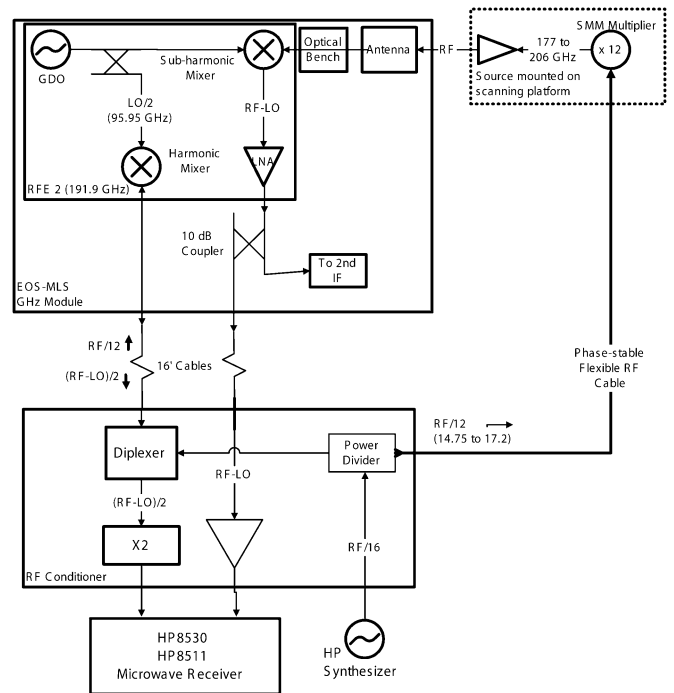 SMM Multiplier
177 to
206 GHz
x 12
Source mounted on
scanning platform
RF
Antenna
Optical
Bench
GDO
Sub-harmonic
Mixer
LO/2
(95.95 GHz)
RF-LO
Harmonic
Mixer
LNA
RFE 2 (191.9 GHz)
10 dB
Coupler
To 2nd
IF
EOS-MLS
GHz Module
RF/12
(RF-LO)/2
16' Cables
Phase-stable
Flexible RF
Cable
RF/12
(14.75 to 17.2)
Diplexer
Power
Divider
RF-LO
(RF-LO)/2
X2
RF/16
RF Conditioner
HP8530
HP8511
Microwave Receiver
HP
Synthesizer